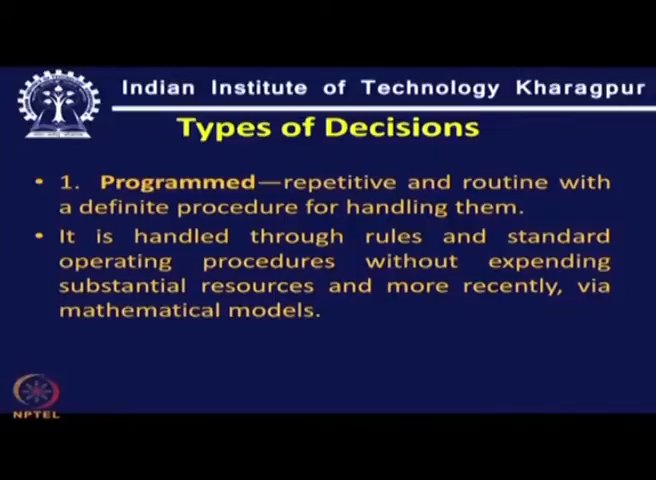 Indian Institute of Technology Kharagpur
Types of Decisions
• 1. Programmed—repetitive and routine with
a definite procedure for handling them.
• It is handled through rules and standard
operating procedures without expending
substantial resources and more recently, via
mathematical models.
NPTEL